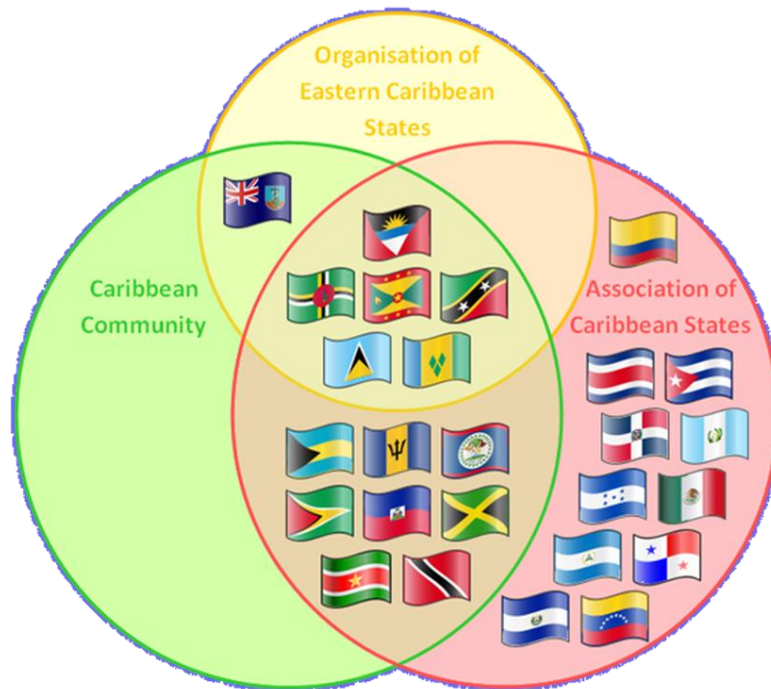 Organisation of
Eastern Caribbean
States
Caribbean
Community
Association of
Caribbean States